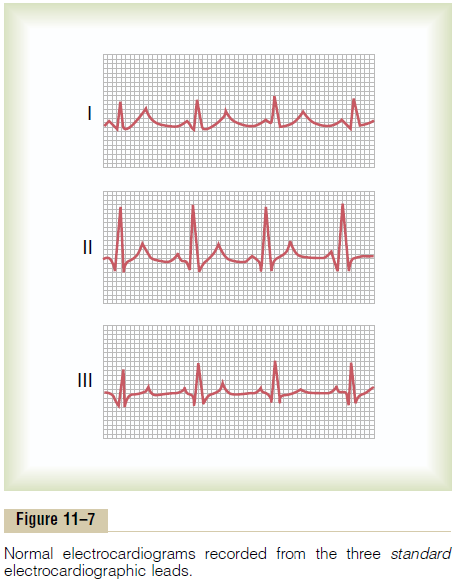 I
II
III
Figure 11–7
Normal electrocardiograms recorded from the three standard
electrocardiographic leads.